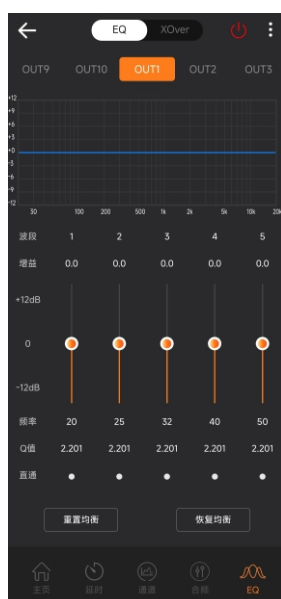 EQ XOver
OUT9 OUT10 OUT1 OUT2 OUT3
+12
+9
+6
+3
+0
-3
-6
-9
-12
30 100 200 500 1k 2k 5k 10k 20k
波段 1 2 3 4 5
增益 0.0 0.0 0.0 0.0 0.0
+12dB
0
-12dB
频率 20 25 32 40 50
Q值 2.201 2.201 2.201 2.201 2.201
直通
重置均衡 恢复均衡
主页 延时 通道 合频 EQ